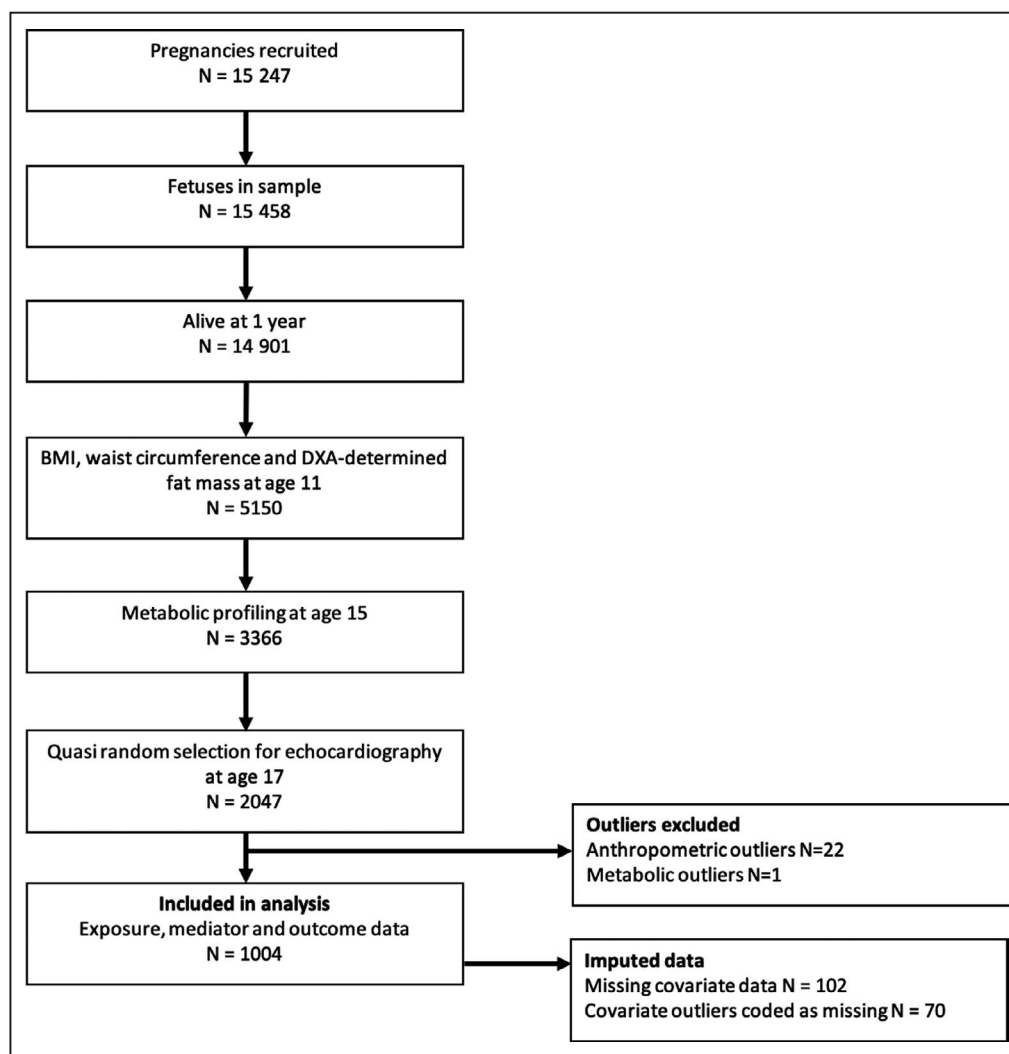 Pregnancies recruited
N = 15 247
Fetuses in sample
N = 15 458
Alive at 1 year
N = 14 901
BMI, waist circumference and DXA-determined
fat mass at age 11
N = 5150
Metabolic profiling at age 15
N = 3366
Quasi random selection for echocardiography
at age 17
N = 2047
Outliers excluded
Anthropometric outliers N=22
Metabolic outliers N=1
Included in analysis
Exposure, mediator and outcome data
N = 1004
Imputed data
Missing covariate data N = 102
Covariate outliers coded as missing N = 70